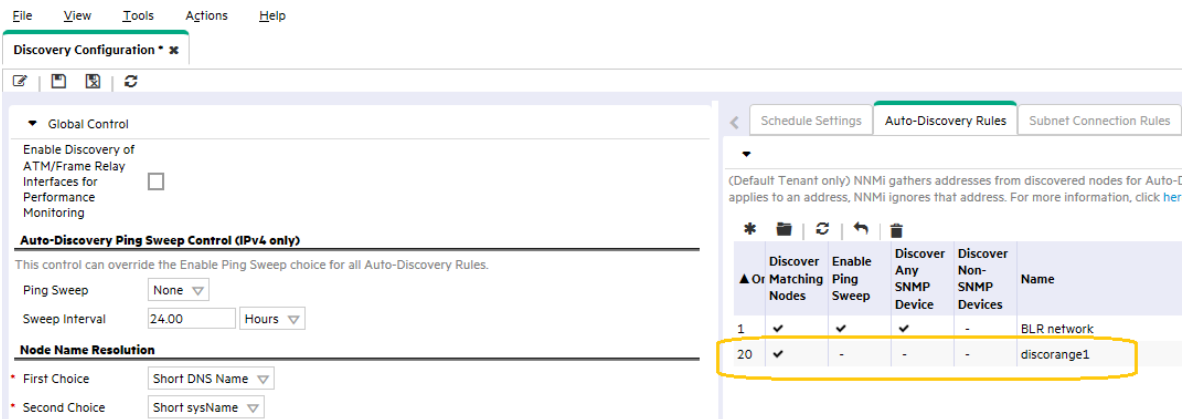 File View Tools Actions Help
Discovery Configuration *
Global Control
Enable Discovery of
ATM/Frame Relay
Interfaces for
Performance
Monitoring
Auto-Discovery Ping Sweep Control (IPv4 only)
This control can override the Enable Ping Sweep choice for all Auto-Discovery Rules.
Ping Sweep None
Sweep Interval 24.00 Hours
Node Name Resolution
* First Choice Short DNS Name
* Second Choice Short sysName
Schedule Settings Auto-Discovery Rules Subnet Connection Rules
(Default Tenant only) NNMi gathers addresses from discovered nodes for Auto-D
applies to an address, NNMi ignores that address. For more information, click her
▲Or Discover Matching Nodes Enable Ping Sweep Discover Any SNMP Device Discover Non-SNMP Devices Name
1 ✔ ✔ ✔ - BLR network
20 ✔ - - - discorange1